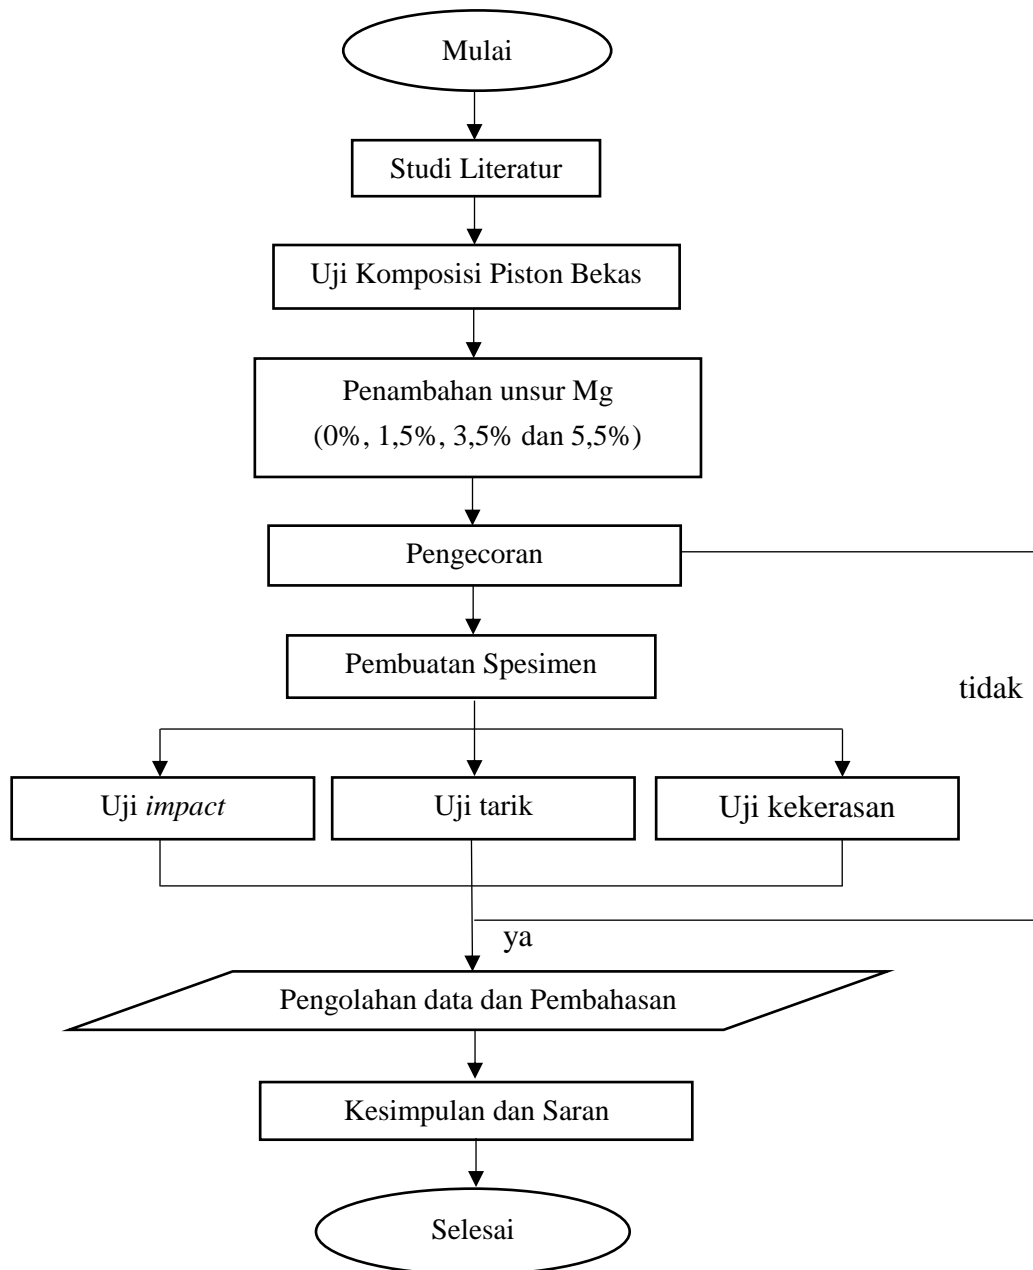 Mulai
Studi Literatur
Uji Komposisi Piston Bekas
Penambahan unsur Mg
(0%, 1,5%, 3,5% dan 5,5%)
Pengecoran
Pembuatan Spesimen
tidak
Uji impact
Uji tarik
Uji kekerasan
ya
Pengolahan data dan Pembahasan
Kesimpulan dan Saran
Selesai